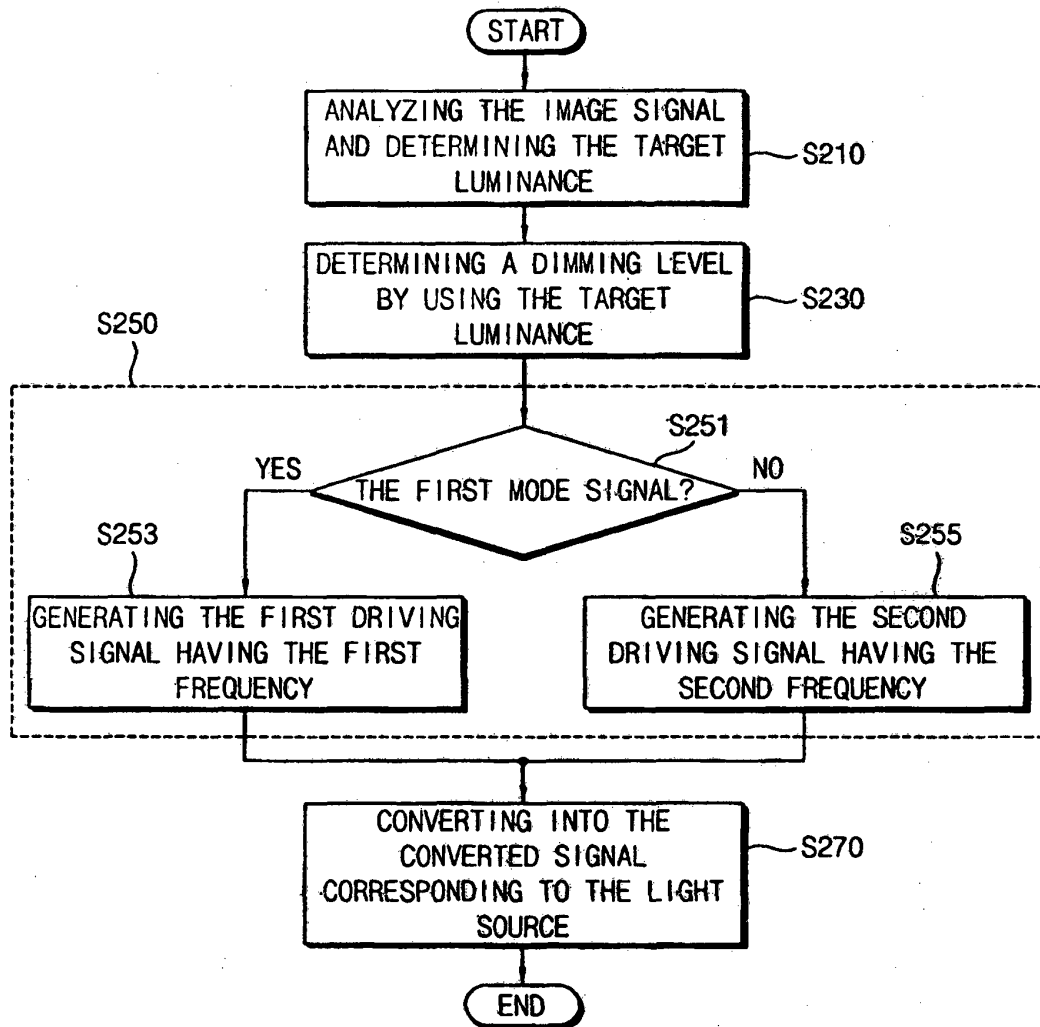 START
ANALYZING THE IMAGE SIGNAL
AND DETERMINING THE TARGET
LUMINANCE
S210
DETERMINING A DIMMING LEVEL
BY USING THE TARGET
LUMINANCE
S230
S250
S251
YES
THE FIRST MODE SIGNAL?
NO
S253
S255
GENERATING THE FIRST DRIVING
SIGNAL HAVING THE FIRST
FREQUENCY
GENERATING THE SECOND
DRIVING SIGNAL HAVING THE
SECOND FREQUENCY
CONVERTING INTO THE
CONVERTED SIGNAL
CORRESPONDING TO THE LIGHT
SOURCE
S270
END